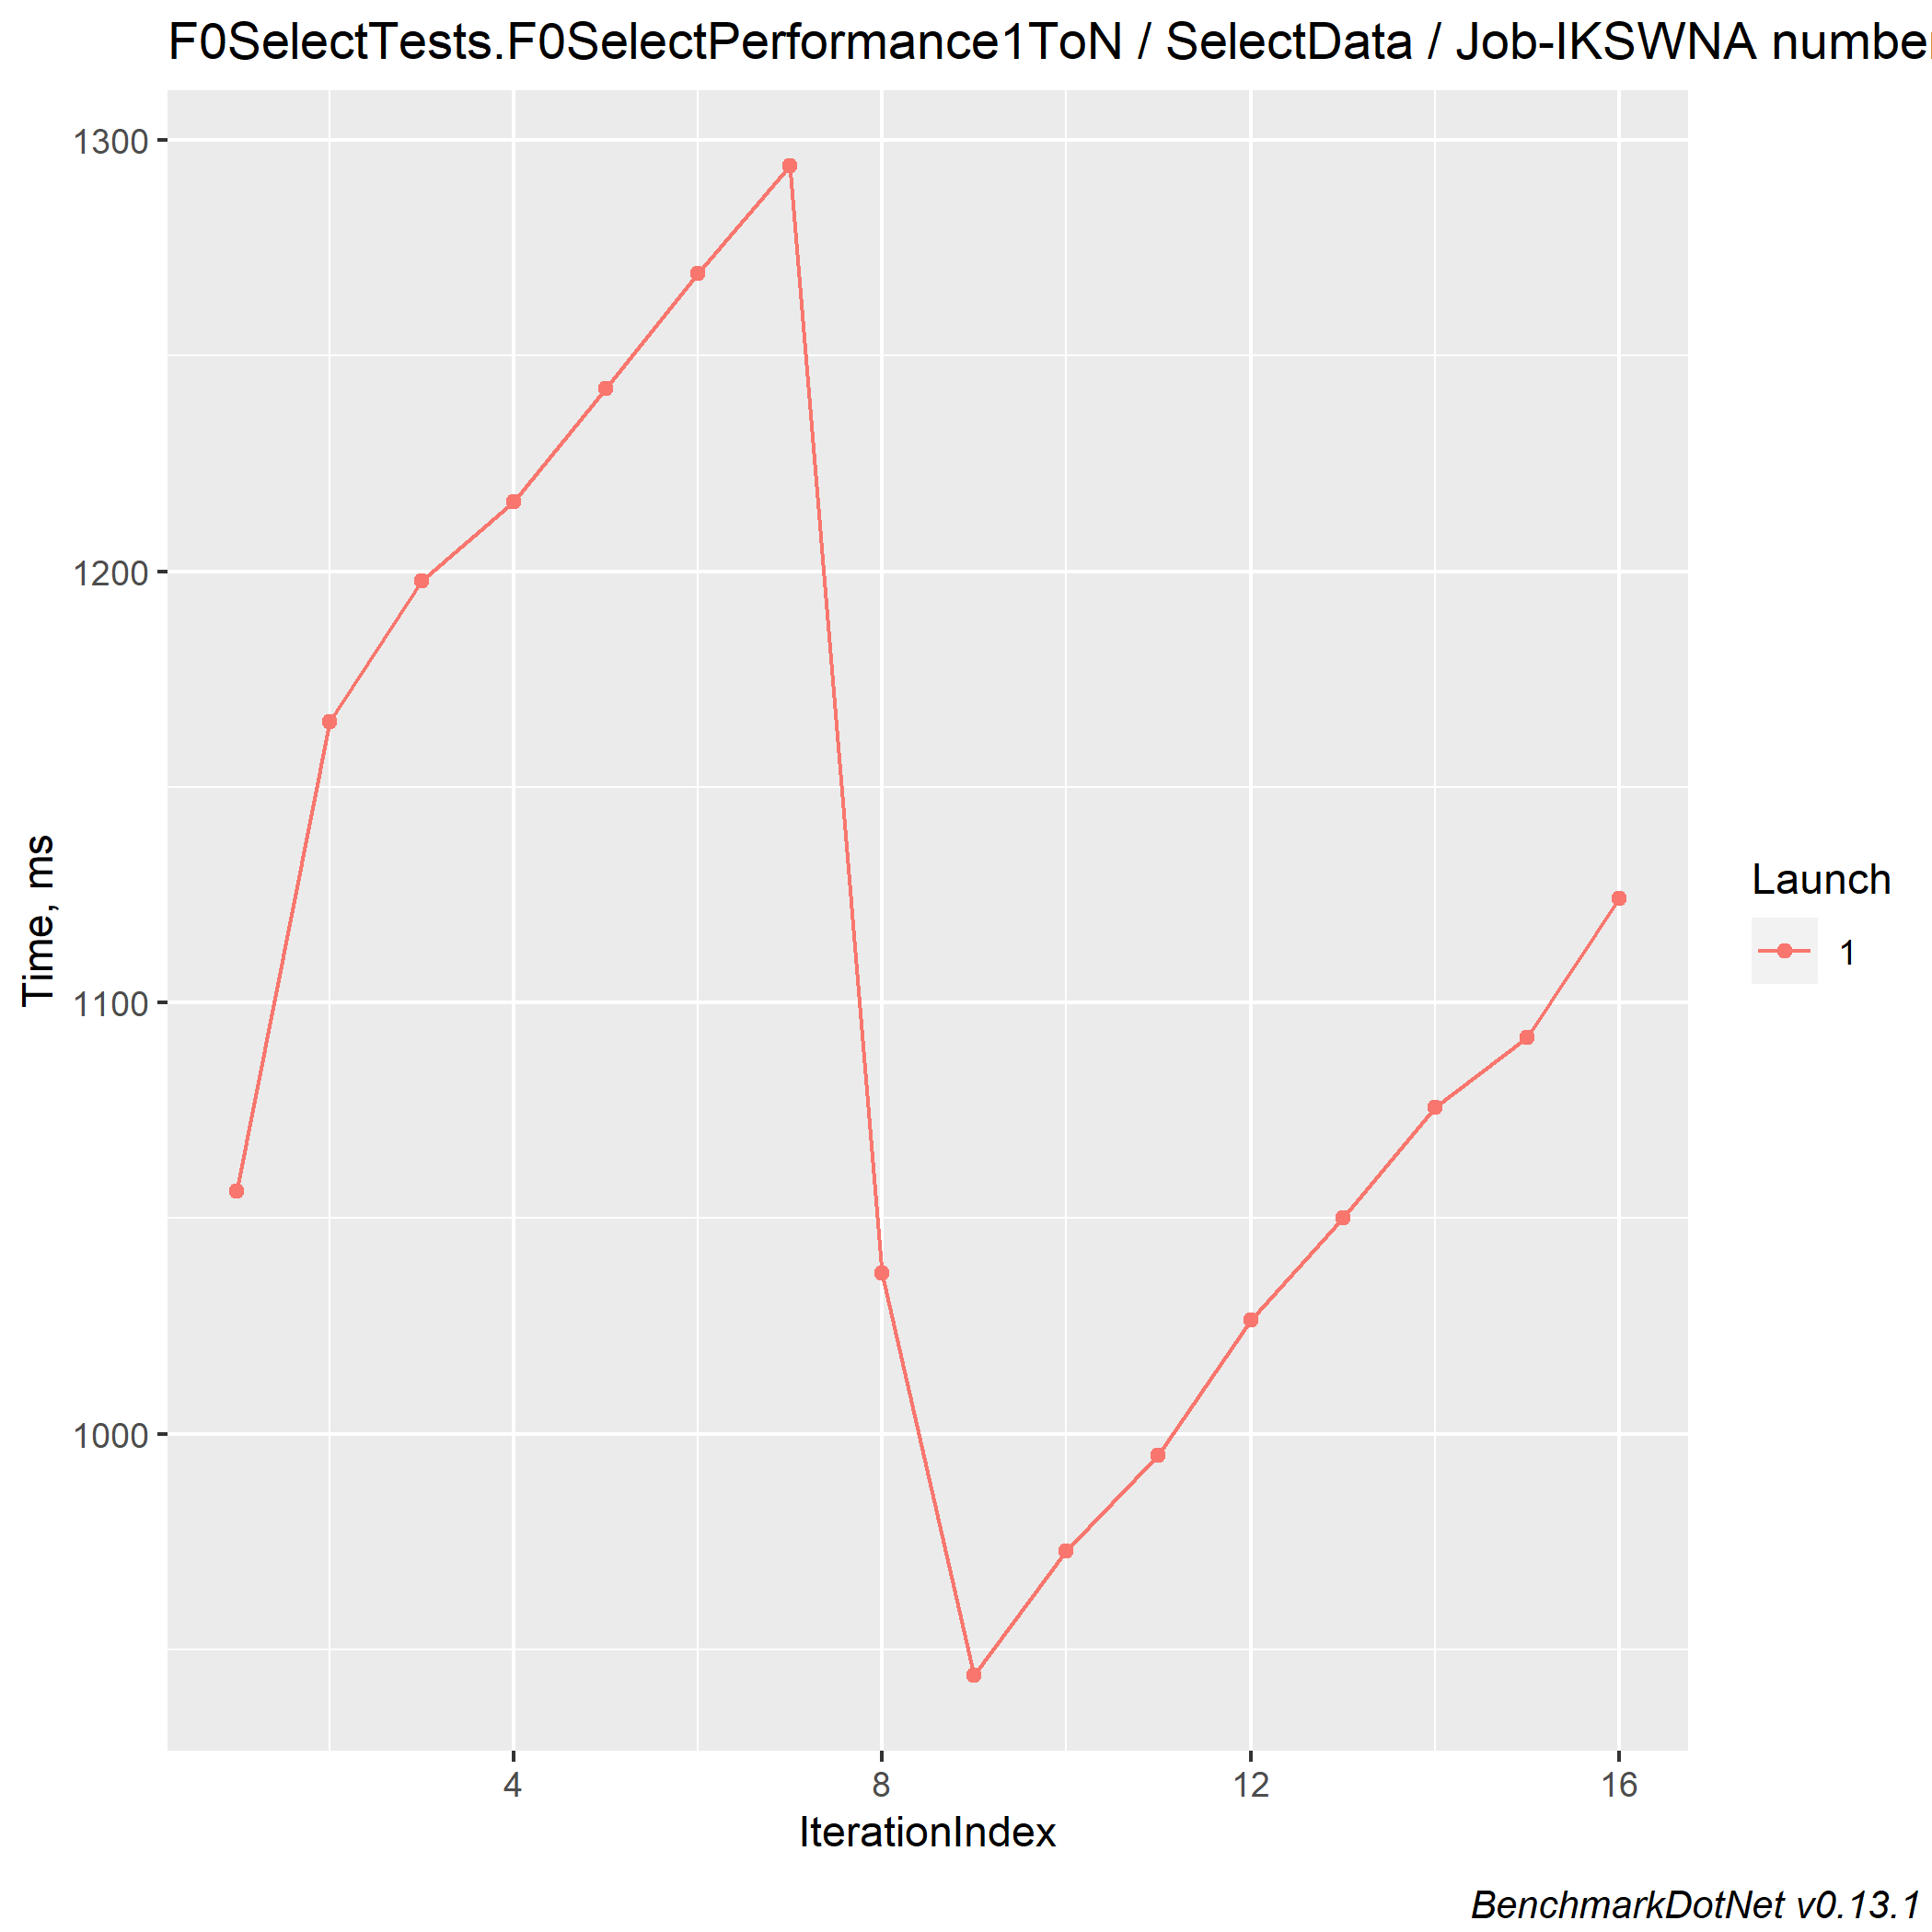 F0SelectTests.F0SelectPerformance1ToN / SelectData / Job-IKSWNA number
1300
1200
1100
1000
Time, ms
4 8 12 16
IterationIndex
Launch
1
BenchmarkDotNet v0.13.1